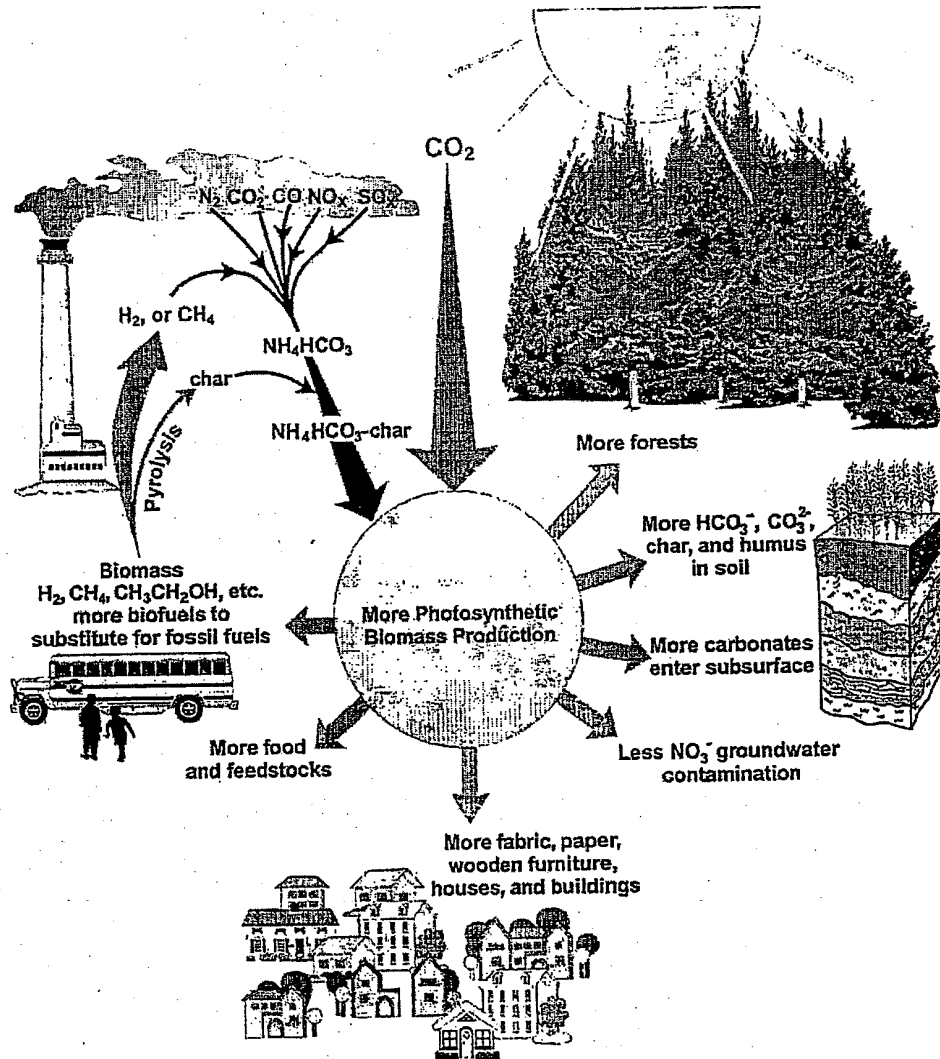 CO₂
N₂ CO₂ CO NOₓ SOₓ
H₂, or CH₄
NH₄HCO₃
char
NH₄HCO₃-char
Pyrolysis
More forests
More HCO₃⁻, CO₃²⁻,
char, and humus
in soil
Biomass
H₂, CH₄, CH₃CH₂OH, etc.
more biofuels to
substitute for fossil fuels
More Photosynthetic
Biomass Production
More carbonates
enter subsurface
More food
and feedstocks
Less NO₃⁻ groundwater
contamination
More fabric, paper,
wooden furniture,
houses, and buildings